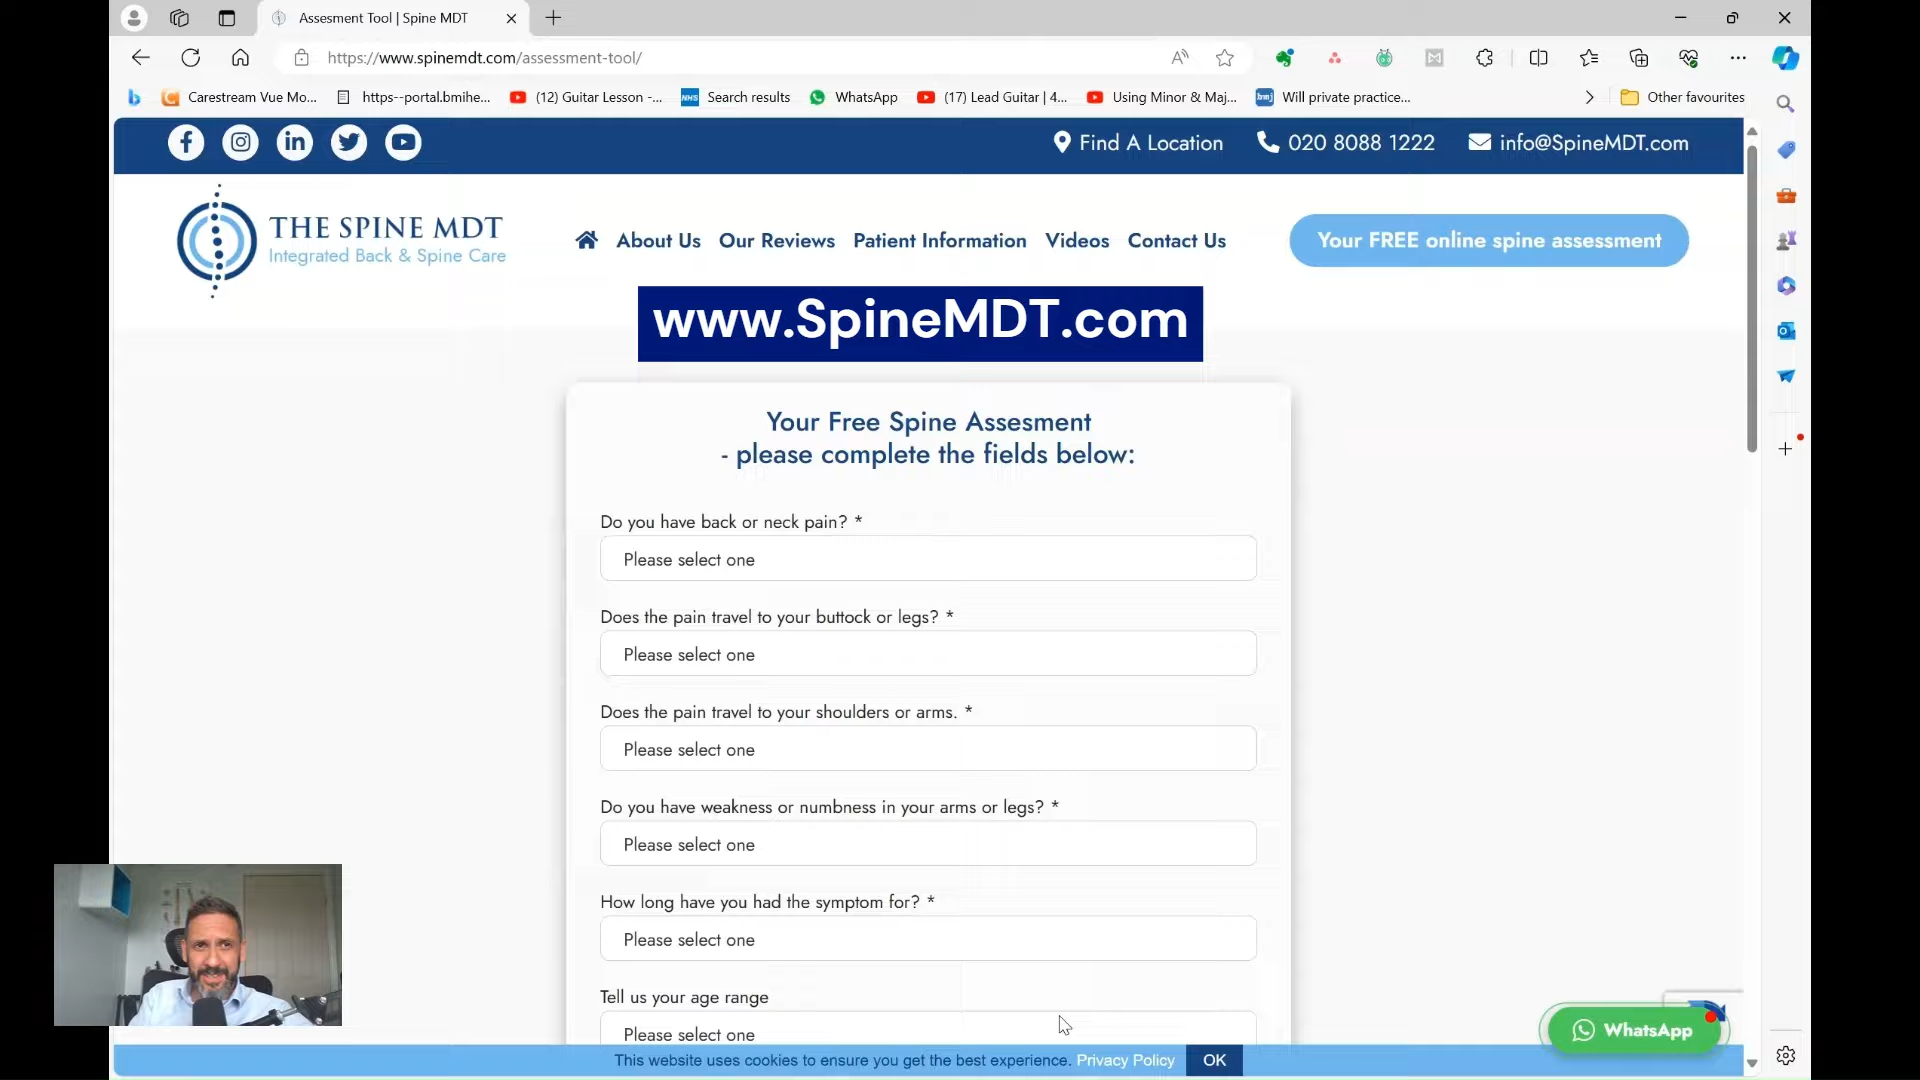 Assesment Tool | Spine MDT
https://www.spinemdt.com/assessment-tool/
Carestream Vue Mo...
https--portal.bmihe...
(12) Guitar Lesson -...
NHS
Search results
WhatsApp
(17) Lead Guitar | 4...
Using Minor & Maj...
bmj
Will private practice...
Other favourites
Find A Location
020 8088 1222
info@SpineMDT.com
THE SPINE MDT
Integrated Back & Spine Care
About Us
Our Reviews
Patient Information
Videos
Contact Us
Your FREE online spine assessment
www.SpineMDT.com
Your Free Spine Assesment
- please complete the fields below:
Do you have back or neck pain? *
Please select one
Does the pain travel to your buttock or legs? *
Please select one
Does the pain travel to your shoulders or arms. *
Please select one
Do you have weakness or numbness in your arms or legs? *
Please select one
How long have you had the symptom for? *
Please select one
Tell us your age range
Please select one
WhatsApp
This website uses cookies to ensure you get the best experience. Privacy Policy
OK